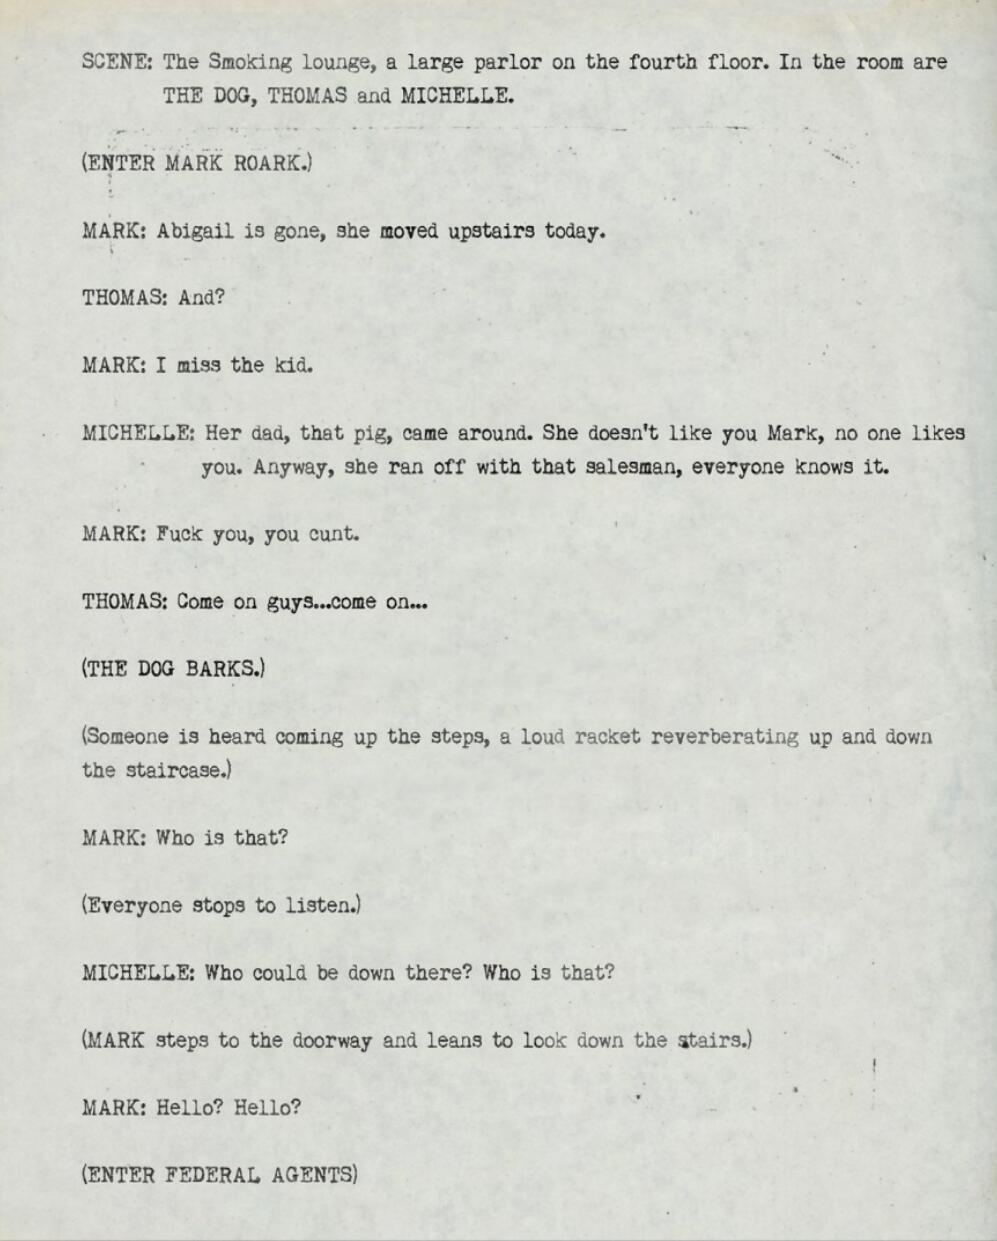 SCENE: The Smoking lounge, a large parlor on the fourth floor. In the room are
THE DOG, THOMAS and MICHELLE.
(ENTER MARK ROARK.)
MARK: Abigail is gone, she moved upstairs today.
THOMAS: And?
MARK: I miss the kid.
MICHELLE: Her dad, that pig, came around. She doesn't like you Mark, no one likes
you. Anyway, she ran off with that salesman, everyone knows it.
MARK: Fuck you, you cunt.
THOMAS: Come on guys...come on...
(THE DOG BARKS.)
(Someone is heard coming up the steps, a loud racket reverberating up and down
the staircase.)
MARK: Who is that?
(Everyone stops to listen.)
MICHELLE: Who could be down there? Who is that?
(MARK steps to the doorway and leans to look down the stairs.)
MARK: Hello? Hello?
(ENTER FEDERAL AGENTS)